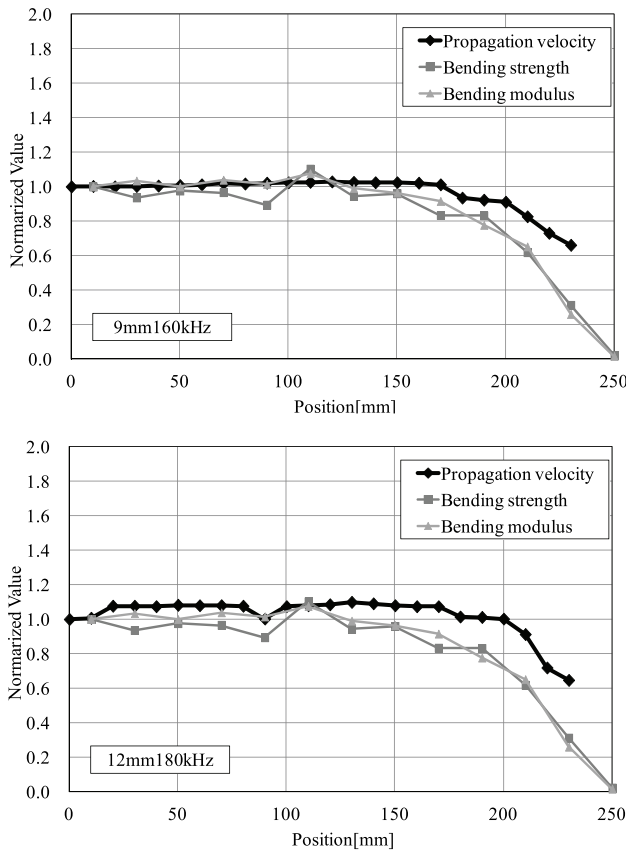 2.0
1.8
1.6
1.4
1.2
1.0
0.8
0.6
0.4
0.2
0.0
Normarized Value
Propagation velocity
Bending strength
Bending modulus
9mm160kHz
0 50 100 150 200 250
Position[mm]
2.0
1.8
1.6
1.4
1.2
1.0
0.8
0.6
0.4
0.2
0.0
Normarized Value
Propagation velocity
Bending strength
Bending modulus
12mm180kHz
0 50 100 150 200 250
Position[mm]